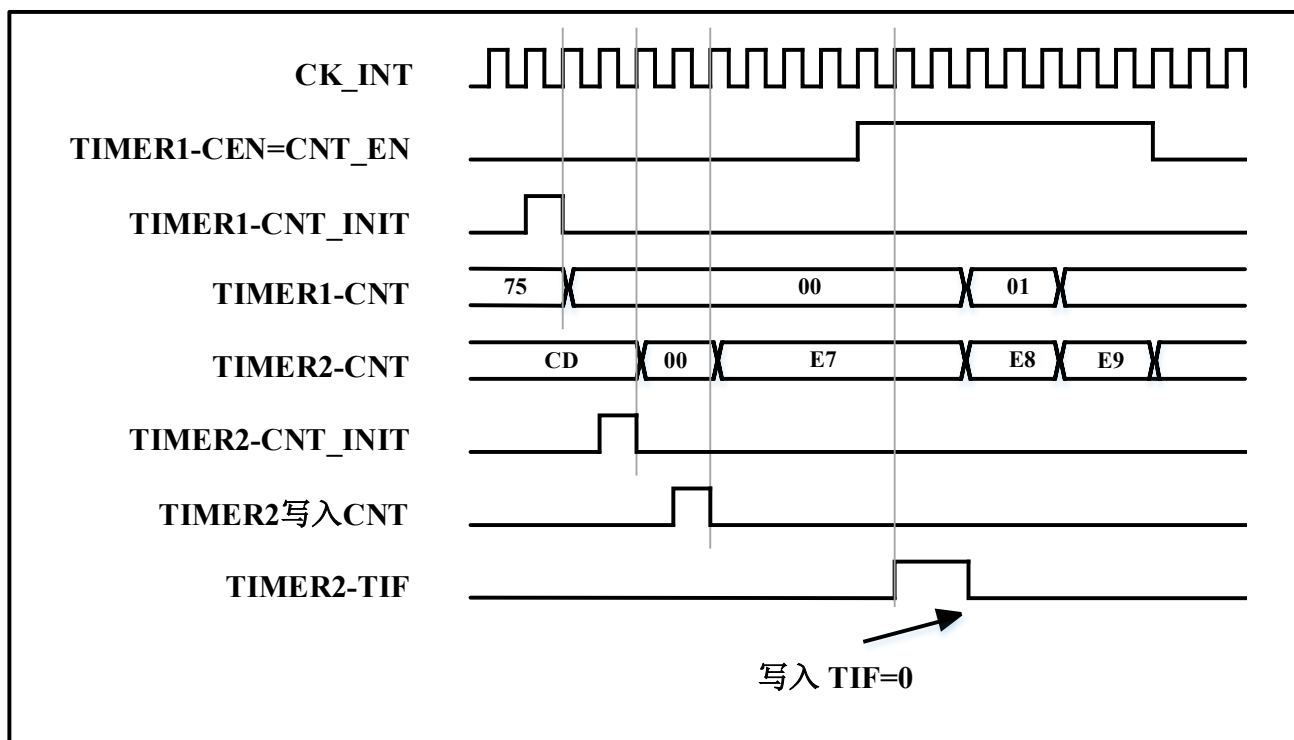 CK_INT
TIMER1-CEN=CNT_EN
TIMER1-CNT_INIT
TIMER1-CNT 75 00 01
TIMER2-CNT CD 00 E7 E8 E9
TIMER2-CNT_INIT
TIMER2写入CNT
TIMER2-TIF
写入 TIF=0